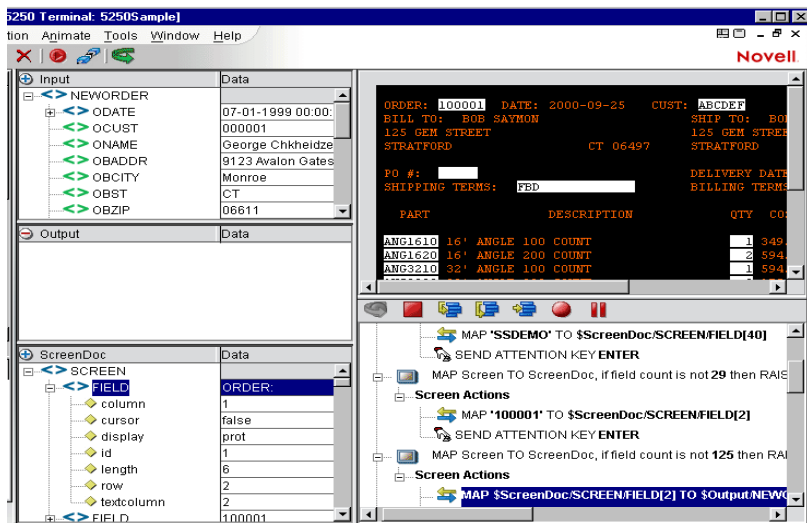 5250 Terminal: 5250Sample]
tion Animate Tools Window Help
Novell.
Input Data
NEWORDER
ODATE 07-01-1999 00:00:
OCUST 000001
ONAME George Chkheidze
OBADDR 9123 Avalon Gates
OBCITY Monroe
OBST CT
OBZIP 06611
Output Data
ScreenDoc Data
SCREEN
FIELD ORDER:
column 1
cursor false
display prot
id 1
length 6
row 2
textcolumn 2
FIELD 100001
ORDER: 100001 DATE: 2000-09-25 CUST: ABCDEF
BILL TO: BOB SAYMON SHIP TO: BO
125 GEM STREET 125 GEM STREE
STRATFORD CT 06497 STRATFORD
PO #: DELIVERY DATE
SHIPPING TERMS: FBD BILLING TERMS
PART DESCRIPTION QTY CO
ANG1610 16' ANGLE 100 COUNT 1 349.
ANG1620 16' ANGLE 200 COUNT 2 594.
ANG3210 32' ANGLE 100 COUNT 1 594.
MAP 'SSDEMO' TO $ScreenDoc/SCREEN/FIELD[40]
SEND ATTENTION KEY ENTER
MAP Screen TO ScreenDoc, if field count is not 29 then RAIS
Screen Actions
MAP '100001' TO $ScreenDoc/SCREEN/FIELD[2]
SEND ATTENTION KEY ENTER
MAP Screen TO ScreenDoc, if field count is not 125 then RAI
Screen Actions
MAP $ScreenDoc/SCREEN/FIELD[2] TO $Output/NEWO